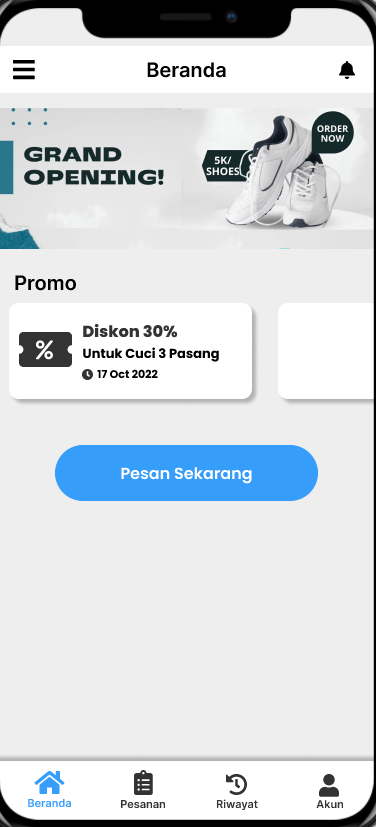 Beranda
GRAND
OPENING!
5K/
SHOES
ORDER
NOW
Promo
%
Diskon 30%
Untuk Cuci 3 Pasang
17 Oct 2022
Pesan Sekarang
Beranda
Pesanan
Riwayat
Akun